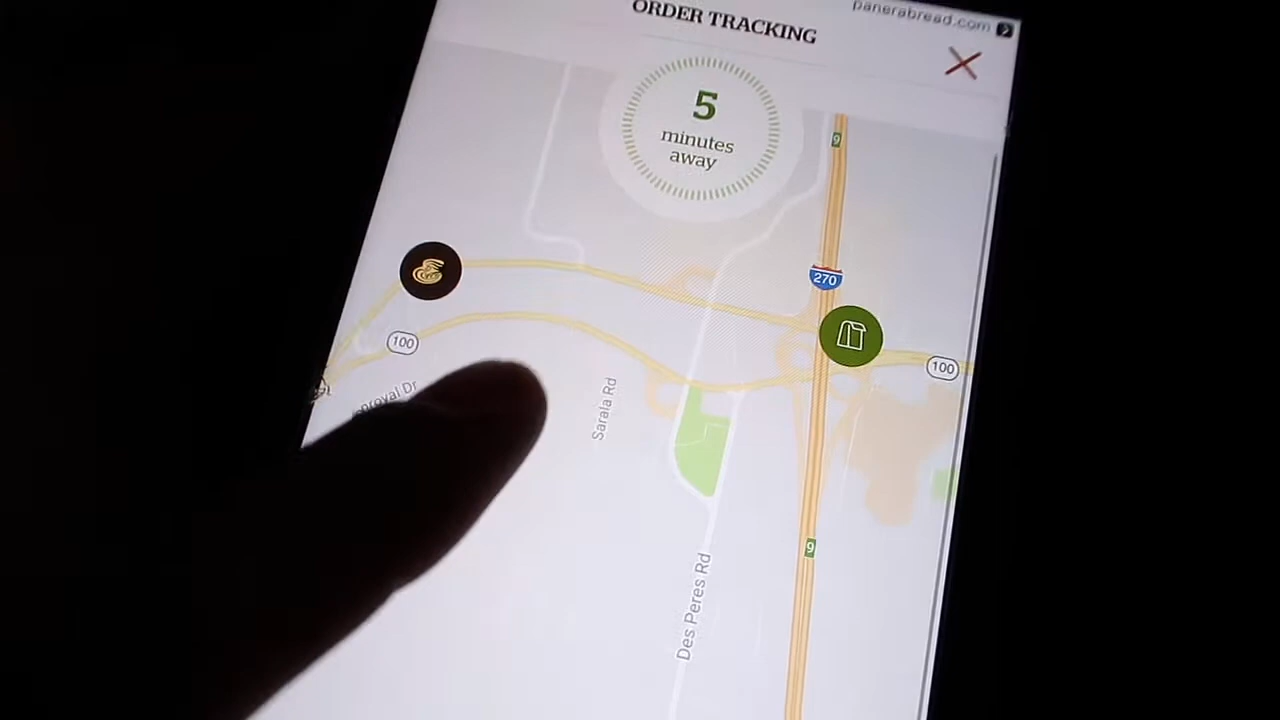 panerabread.com
ORDER TRACKING
5
minutes
away
9
270
100
100
Sarala Rd
9
Des Peres Rd